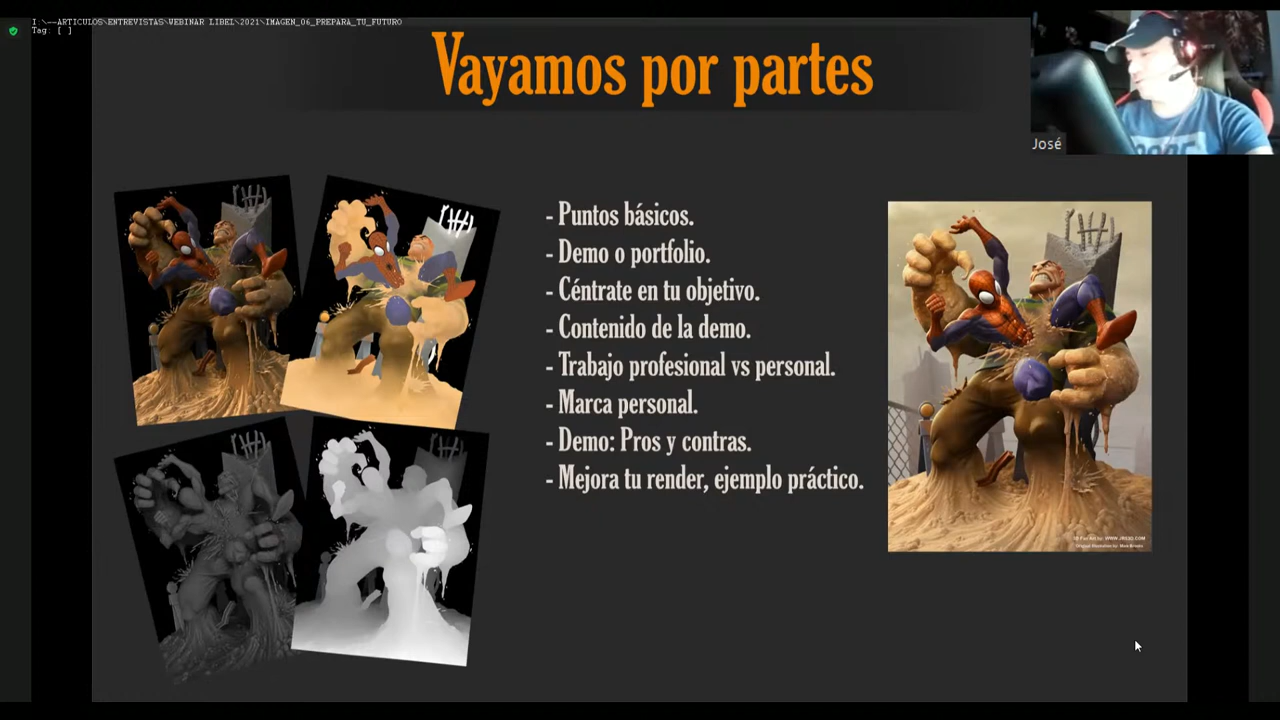 I:\--ARTICULOS\ENTREVISTAS\WEBINAR LIBEL\2021\IMAGEN_06_PREPARA_TU_FUTURO
Tag: [ ]
Vayamos por partes
José
- Puntos básicos.
- Demo o portfolio.
- Céntrate en tu objetivo.
- Contenido de la demo.
- Trabajo profesional vs personal.
- Marca personal.
- Demo: Pros y contras.
- Mejora tu render, ejemplo práctico.